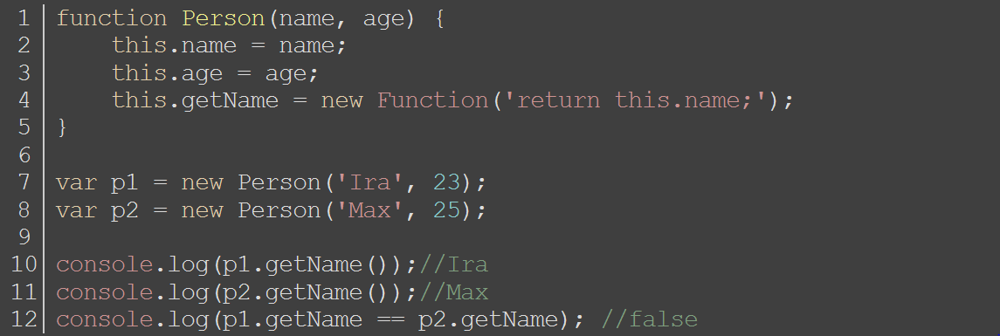 1 function Person(name, age) {
2     this.name = name;
3     this.age = age;
4     this.getName = new Function('return this.name;');
5 }
6
7 var p1 = new Person('Ira', 23);
8 var p2 = new Person('Max', 25);
9
10 console.log(p1.getName());//Ira
11 console.log(p2.getName());//Max
12 console.log(p1.getName == p2.getName); //false